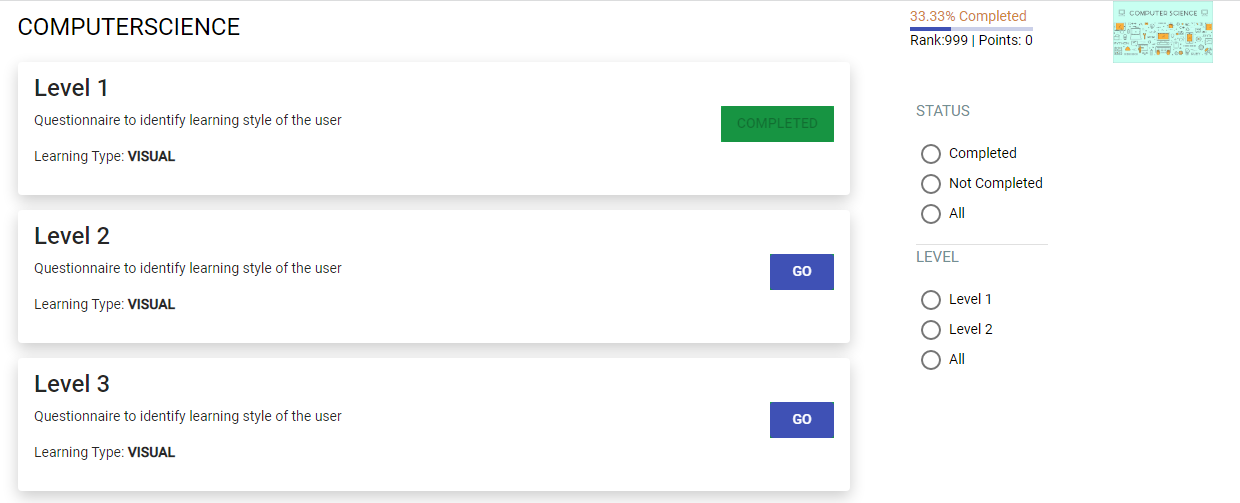 COMPUTERSCIENCE
33.33% Completed
Rank:999 | Points: 0
COMPUTER SCIENCE
Level 1
Questionnaire to identify learning style of the user
COMPLETED
Learning Type: VISUAL
Level 2
Questionnaire to identify learning style of the user
GO
Learning Type: VISUAL
Level 3
Questionnaire to identify learning style of the user
GO
Learning Type: VISUAL
STATUS
Completed
Not Completed
All
LEVEL
Level 1
Level 2
All